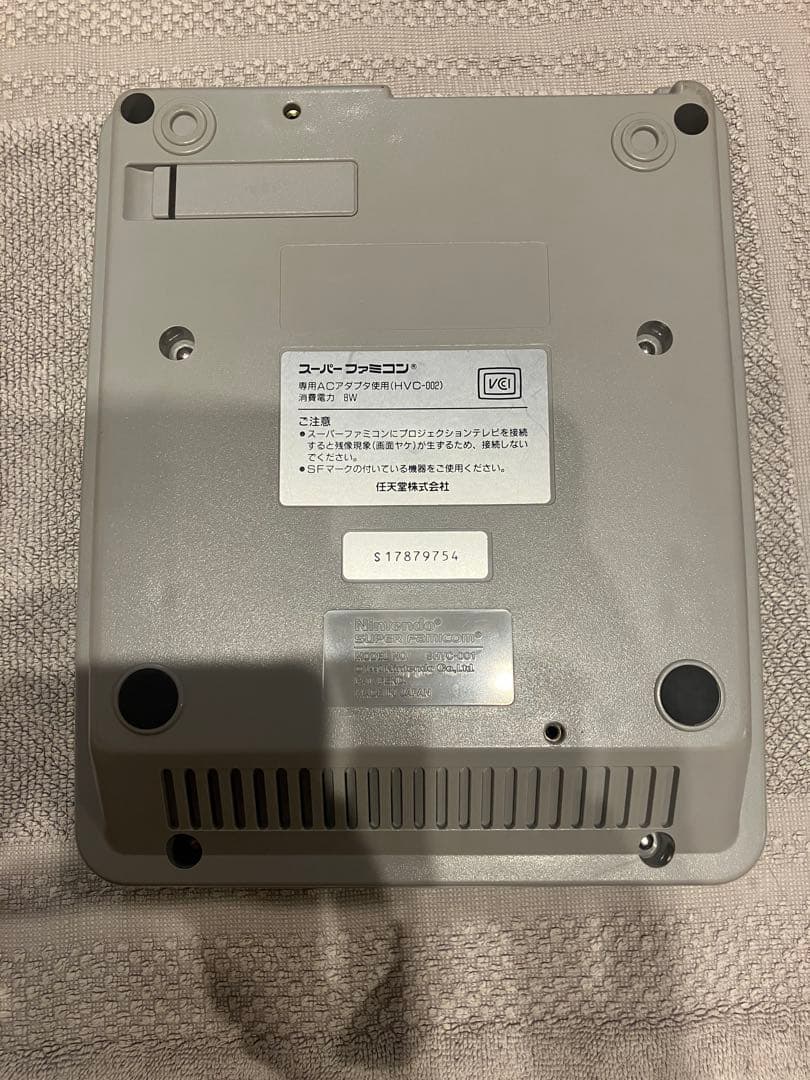 スーパーファミコン®
専用ACアダプタ使用(HVC-002)
消費電力 8W
VCI
ご注意
●スーパーファミコンにプロジェクションテレビを接続
すると残像現象(画面ヤケ)が生ずるため、接続しない
でください。
●SFマークの付いている機器をご使用ください。
任天堂株式会社
S17879754
Nintendo®
SUPER FAMICOM®
MODEL NO. SHVC-001
Nintendo Co.,Ltd.
MADE IN JAPAN